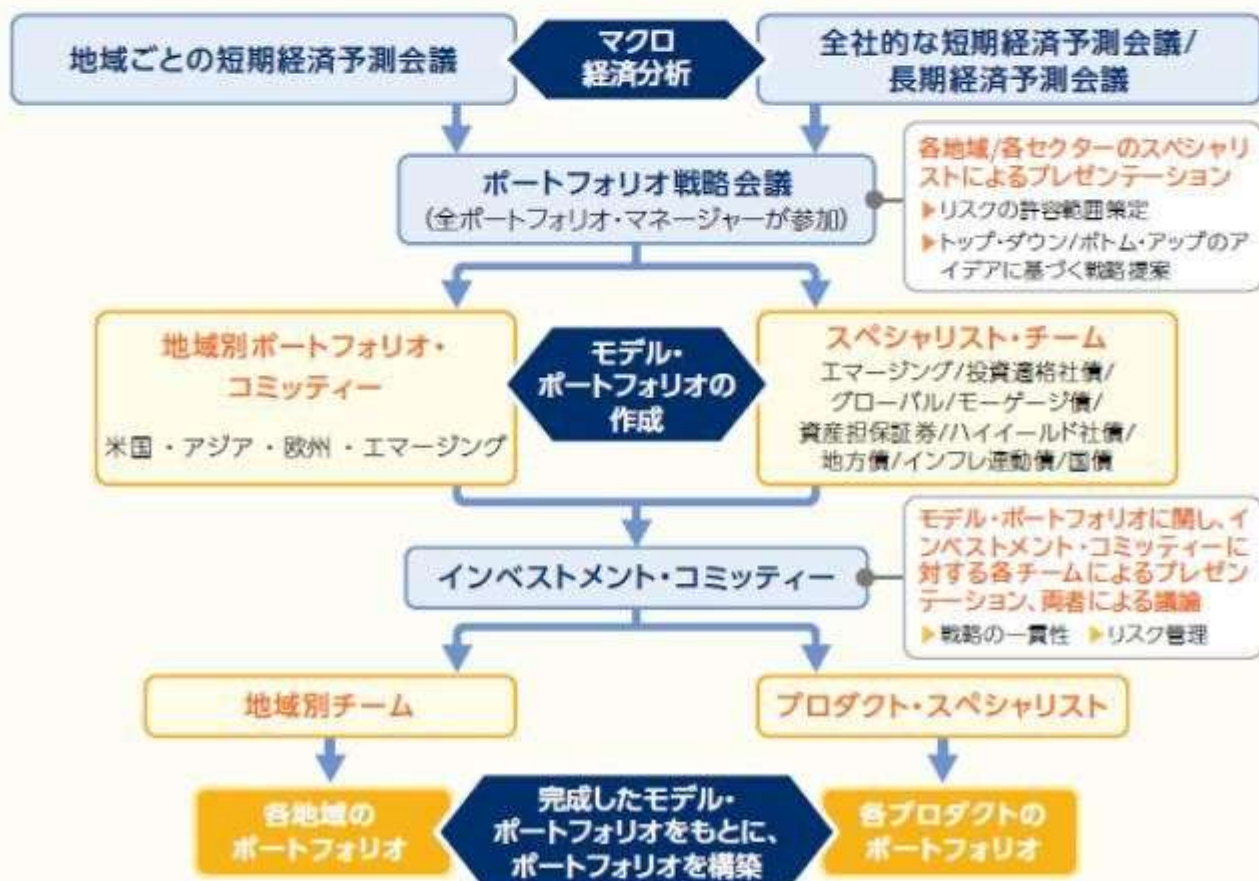 地域ごとの短期経済予測会議
マクロ
経済分析
全社的な短期経済予測会議/
長期経済予測会議
ポートフォリオ戦略会議
(全ポートフォリオ・マネージャーが参加)
各地域/各セクターのスペシャリ
ストによるプレゼンテーション
▶リスクの許容範囲策定
▶トップ・ダウン/ボトム・アップのア
イデアに基づく戦略提案
地域別ポートフォリオ・
コミッティー
米国・アジア・欧州・エマージング
モデル・
ポートフォリオの
作成
スペシャリスト・チーム
エマージング/投資適格社債/
グローバル/モーゲージ債/
資産担保証券/ハイイールド社債/
地方債/インフレ連動債/国債
インベストメント・コミッティー
モデル・ポートフォリオに関し、イ
ンベストメント・コミッティーに
対する各チームによるプレゼン
テーション、両者による議論
▶戦略の一貫性 ▶リスク管理
地域別チーム
プロダクト・スペシャリスト
各地域の
ポートフォリオ
完成したモデル・
ポートフォリオをもとに、
ポートフォリオを構築
各プロダクトの
ポートフォリオ